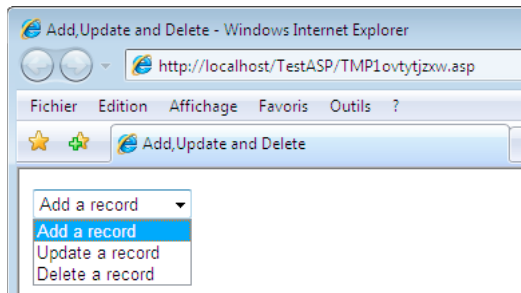 Add,Update and Delete - Windows Internet Explorer
http://localhost/TestASP/TMP1ovtytjzxw.asp
Fichier Edition Affichage Favoris Outils ?
Add,Update and Delete
Add a record
Add a record
Update a record
Delete a record